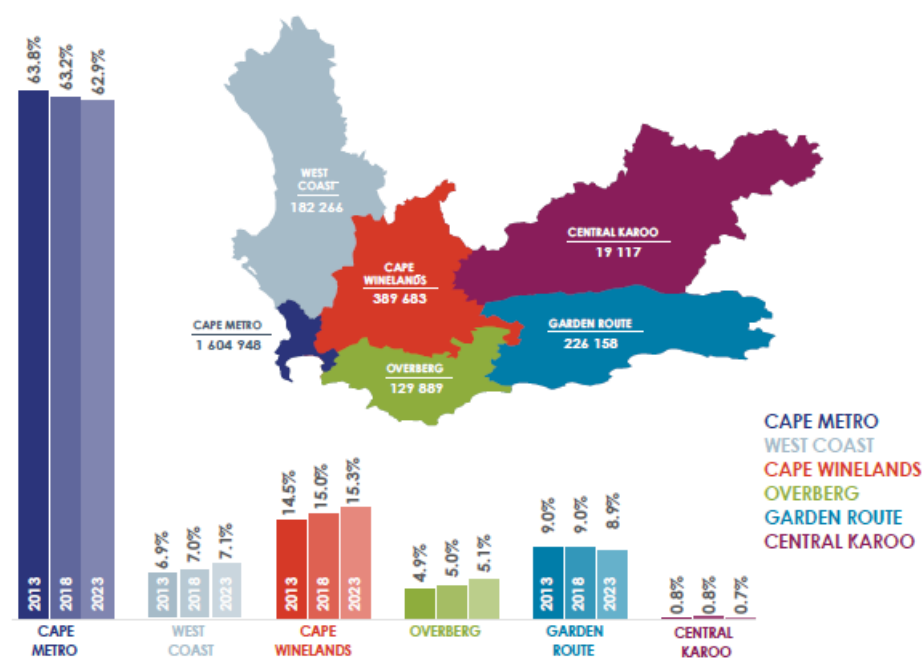 63.8%
63.2%
62.9%
WEST
COAST
182 266
CENTRAL KAROO
19 117
CAPE
WINELANDS
389 683
CAPE METRO
1 604 948
GARDEN ROUTE
226 158
OVERBERG
129 889
CAPE METRO
WEST COAST
CAPE WINELANDS
OVERBERG
GARDEN ROUTE
CENTRAL KAROO
6.9%
7.0%
7.1%
14.5%
15.0%
15.3%
4.9%
5.0%
5.1%
9.0%
9.0%
8.9%
0.8%
0.8%
0.7%
2013
2018
2023
2013
2018
2023
2013
2018
2023
2013
2018
2023
2013
2018
2023
CAPE
METRO
WEST
COAST
CAPE
WINELANDS
OVERBERG
GARDEN
ROUTE
CENTRAL
KAROO